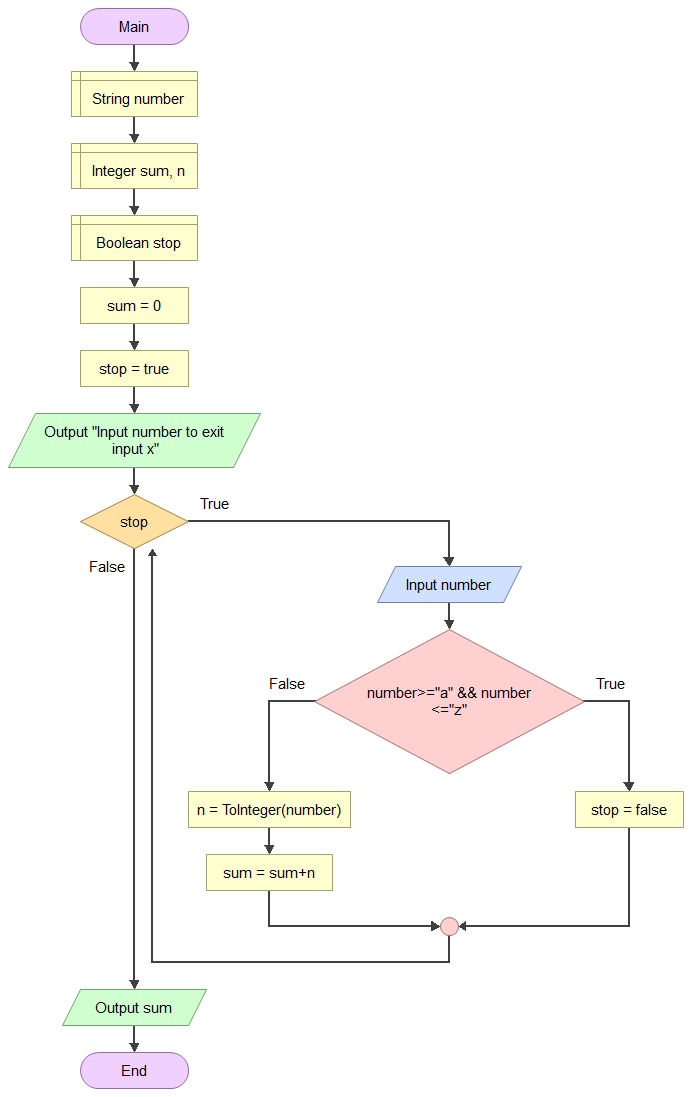 Main
String number
Integer sum, n
Boolean stop
sum = 0
stop = true
Output "Input number to exit
input x"
stop
True
False
Input number
number>="a" && number
<="z"
False
True
n = ToInteger(number)
stop = false
sum = sum+n
Output sum
End